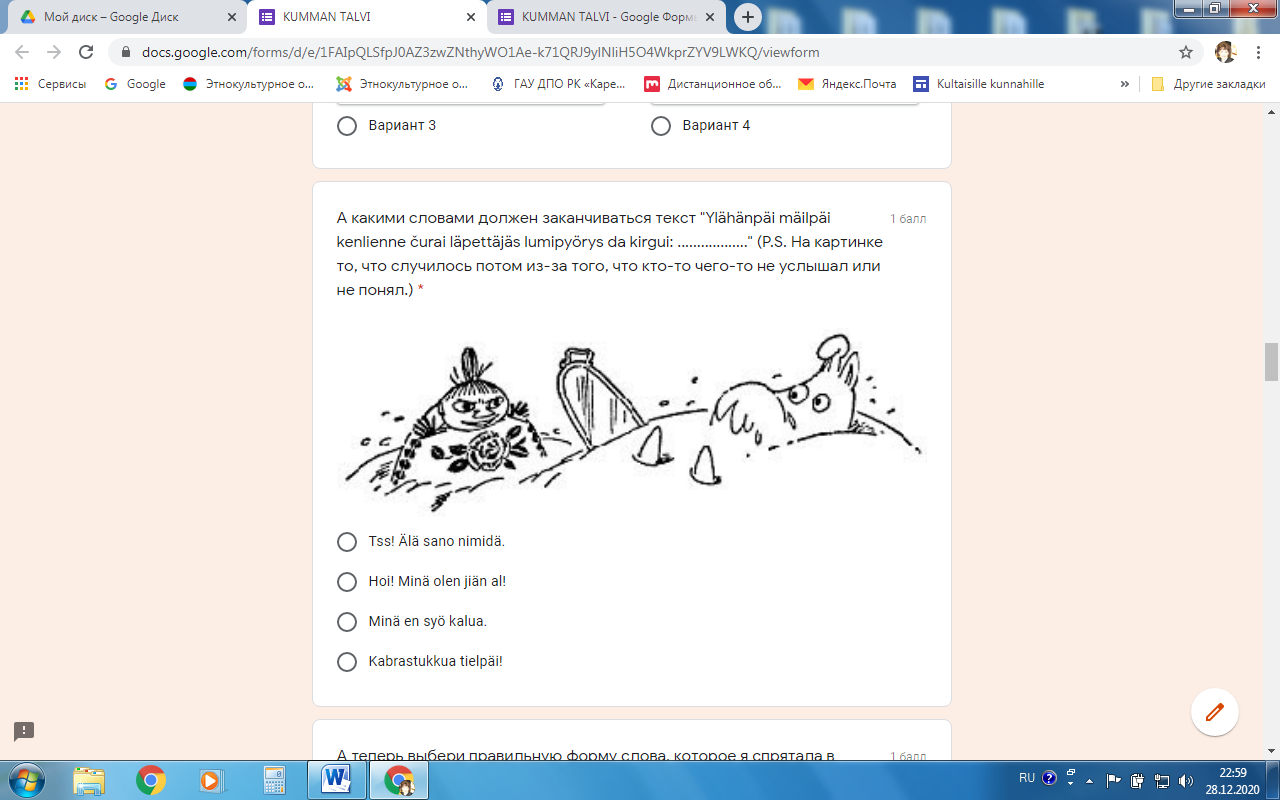 Мой диск – Google Диск
KUMMAN TALVI
KUMMAN TALVI - Google Форм
docs.google.com/forms/d/e/1FAIpQLSfpJ0AZ3zwZNthyWO1Ae-k71QRJ9ylNliH5O4WkprZYV9LWKQ/viewform
Сервисы Google Этнокультурное о... Этнокультурное о... ГАУ ДПО РК «Каре... Дистанционное об... Яндекс.Почта Kultaisille kunnahille » Другие закладки
Вариант 3 Вариант 4
А какими словами должен заканчиваться текст "Ylähänpäi mäilpäi 1 балл
kenlienne čurai läpettäjäs lumipyörys da kirgui: .................." (P.S. На картинке
то, что случилось потом из-за того, что кто-то чего-то не услышал или
не понял.) *
Tss! Älä sano nimidä.
Hoi! Minä olen jiän al!
Minä en syö kalua.
Kabrastukkua tielpäi!
А теперь выбери правильную форму слова, которое я спрятала в 1 балл
RU
22:59
28.12.2020